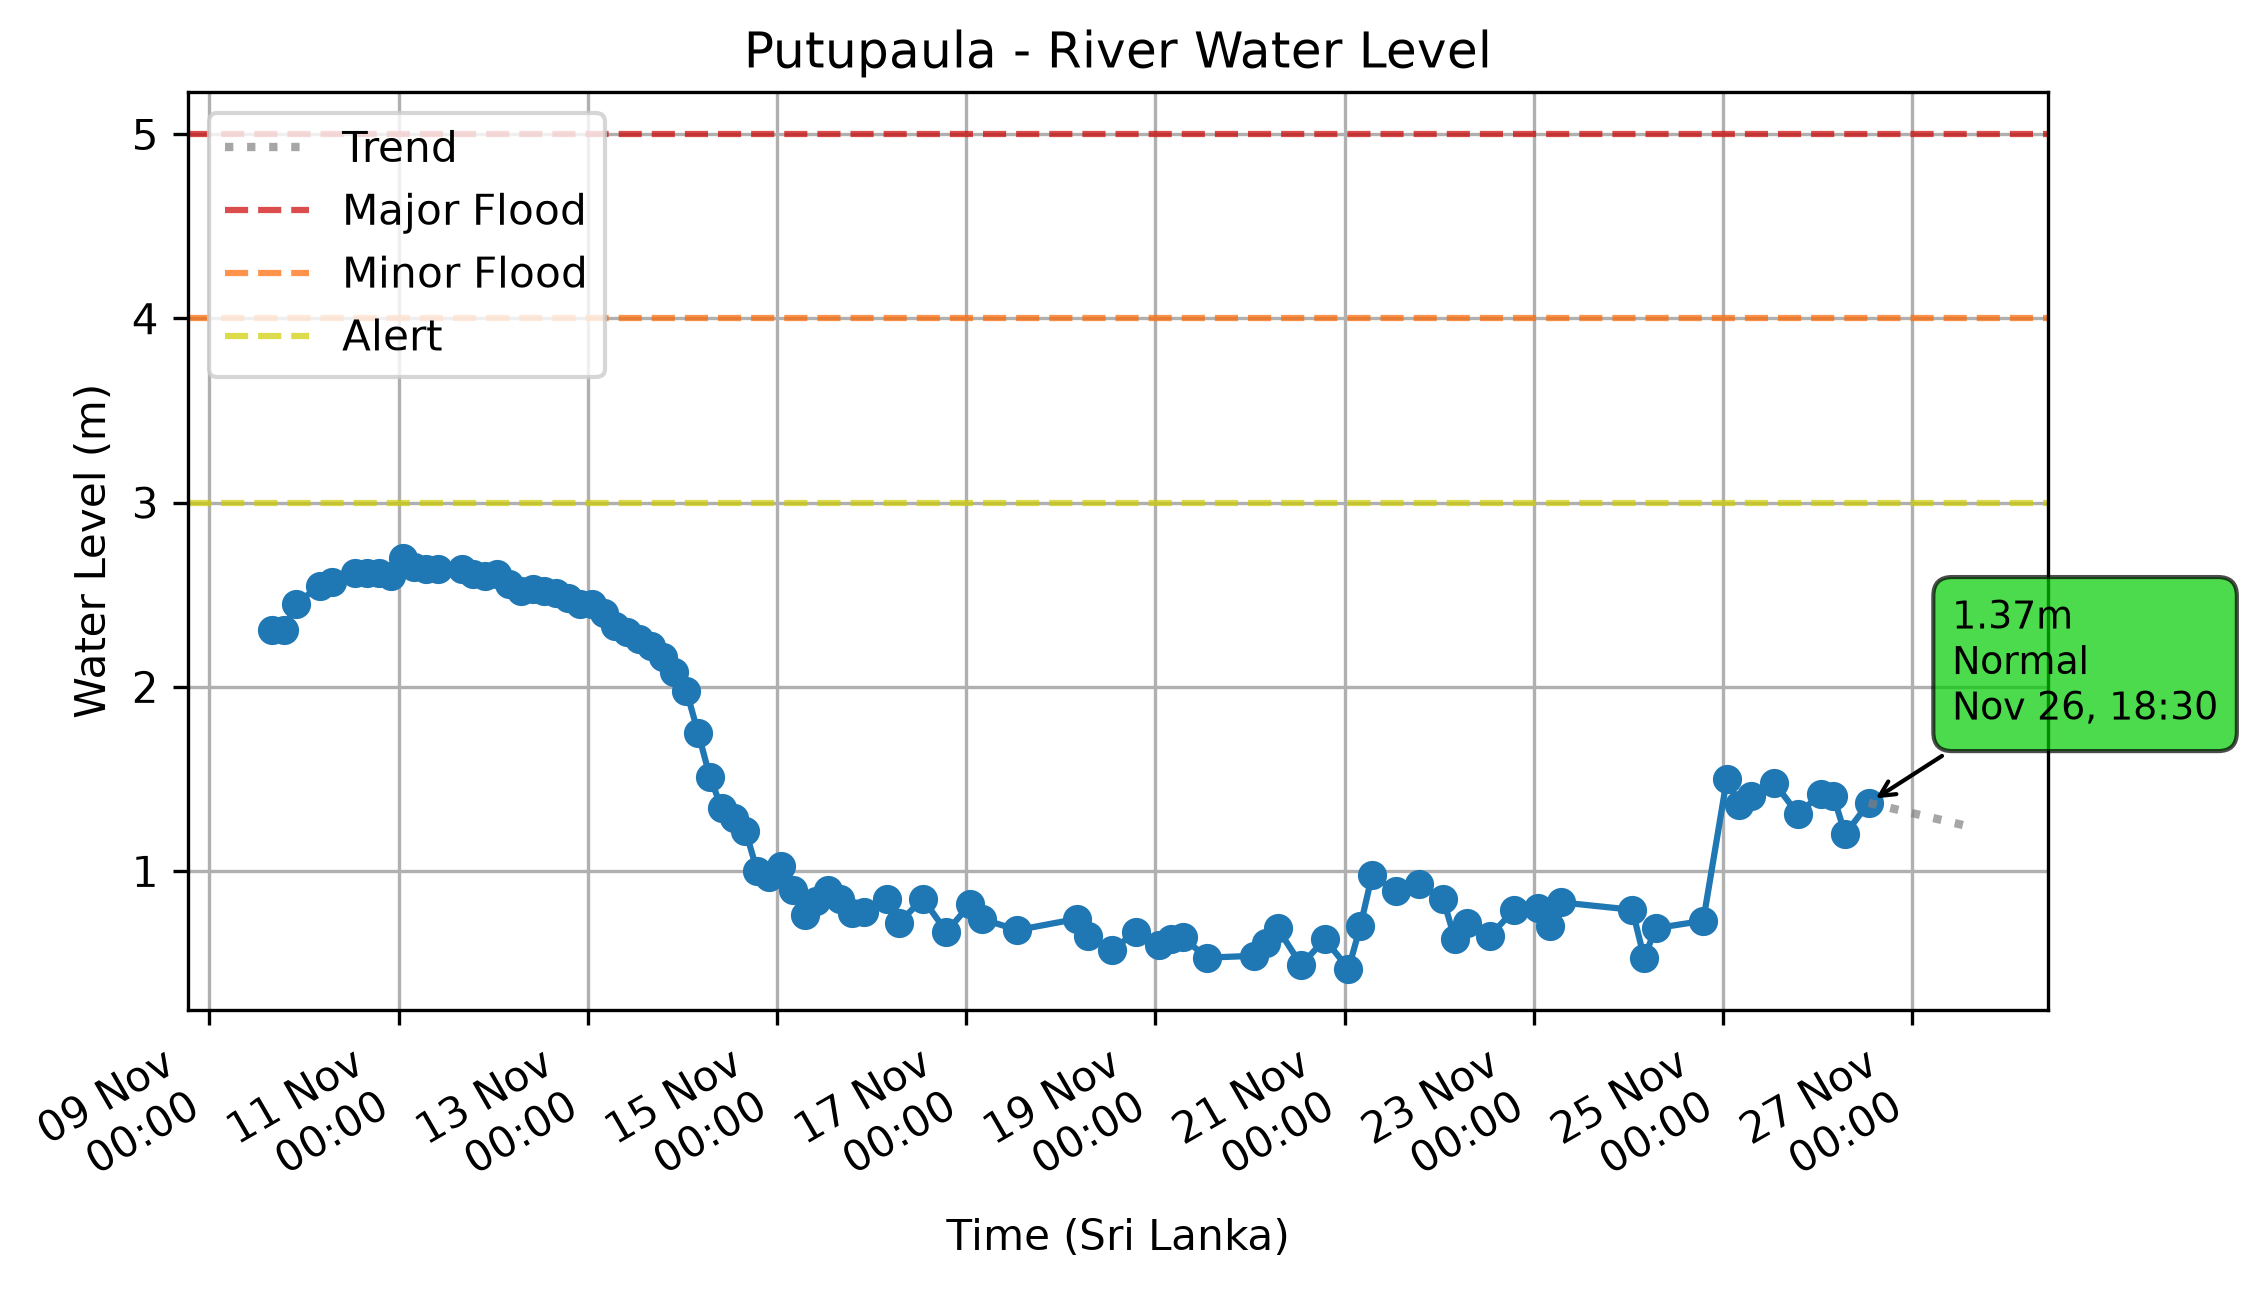 Putupaula - River Water Level
Trend
Major Flood
Minor Flood
Alert
5
4
3
2
1
Water Level (m)
1.37m
Normal
Nov 26, 18:30
09 Nov
00:00
11 Nov
00:00
13 Nov
00:00
15 Nov
00:00
17 Nov
00:00
19 Nov
00:00
21 Nov
00:00
23 Nov
00:00
25 Nov
00:00
27 Nov
00:00
Time (Sri Lanka)